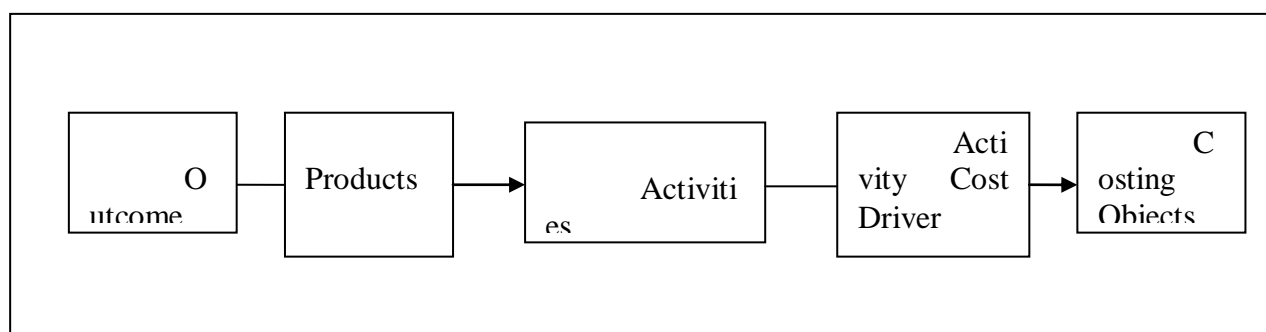 O
utcome
Products
Activiti
es
Acti
vity Cost
Driver
C
osting
Objects